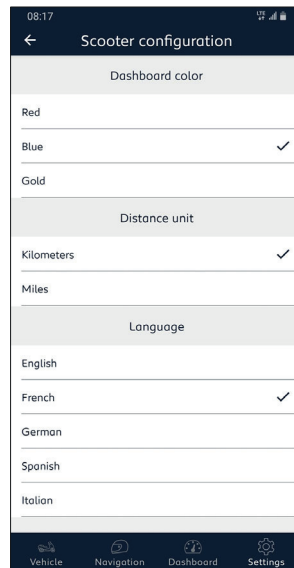 08:17
LTE
Scooter configuration
Dashboard color
Red
Blue
Gold
Distance unit
Kilometers
Miles
Language
English
French
German
Spanish
Italian
Vehicle Navigation Dashboard Settings